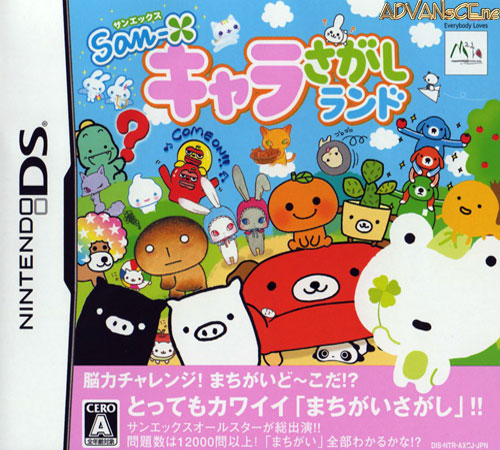 ADVANsCE.ne
Everybody Loves
サンエックス
San-X
キャラさがし
ランド
COME ON!!
?
NINTENDO DS
脳力チャレンジ! まちがいど〜こだ!?
とってもカワイイ「まちがいさがし」!!
サンエックスオールスターが総出演!!
問題数は12000問以上!「まちがい」全部わかるかな!?
CERO
A
全年齢対象